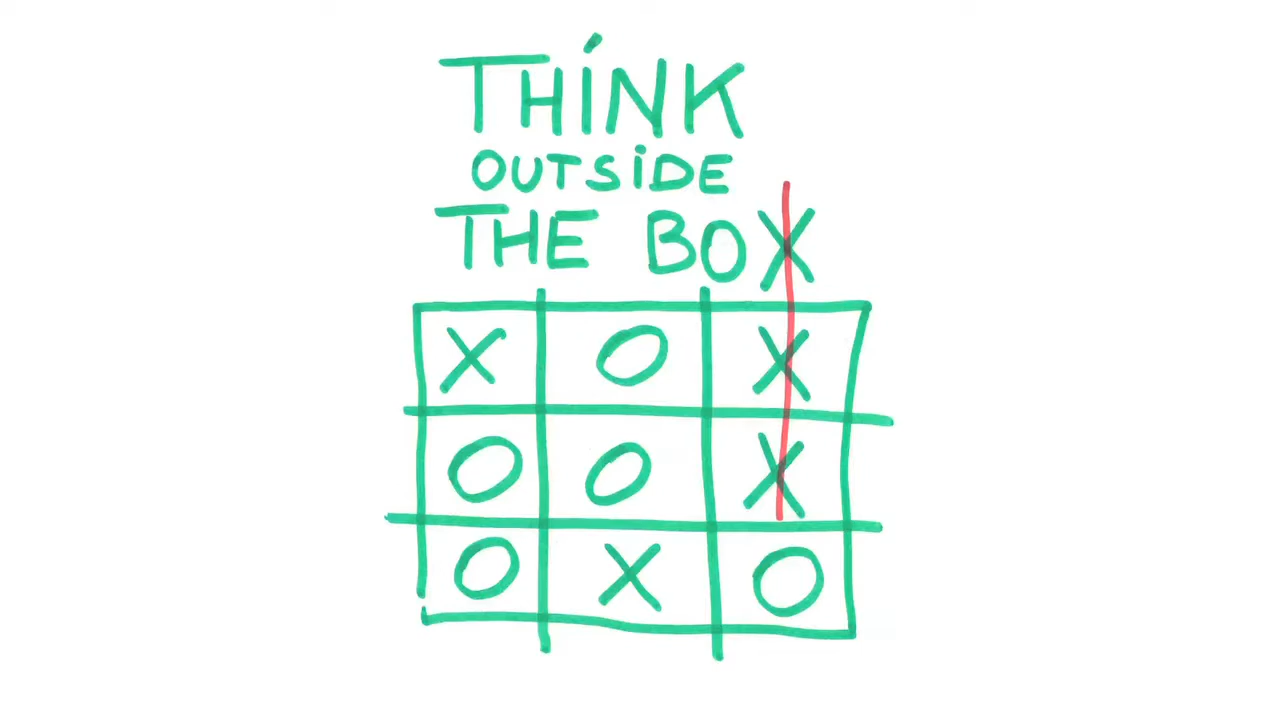 THINK
OUTSIDE
THE BOX
X O X
O O X
O X O